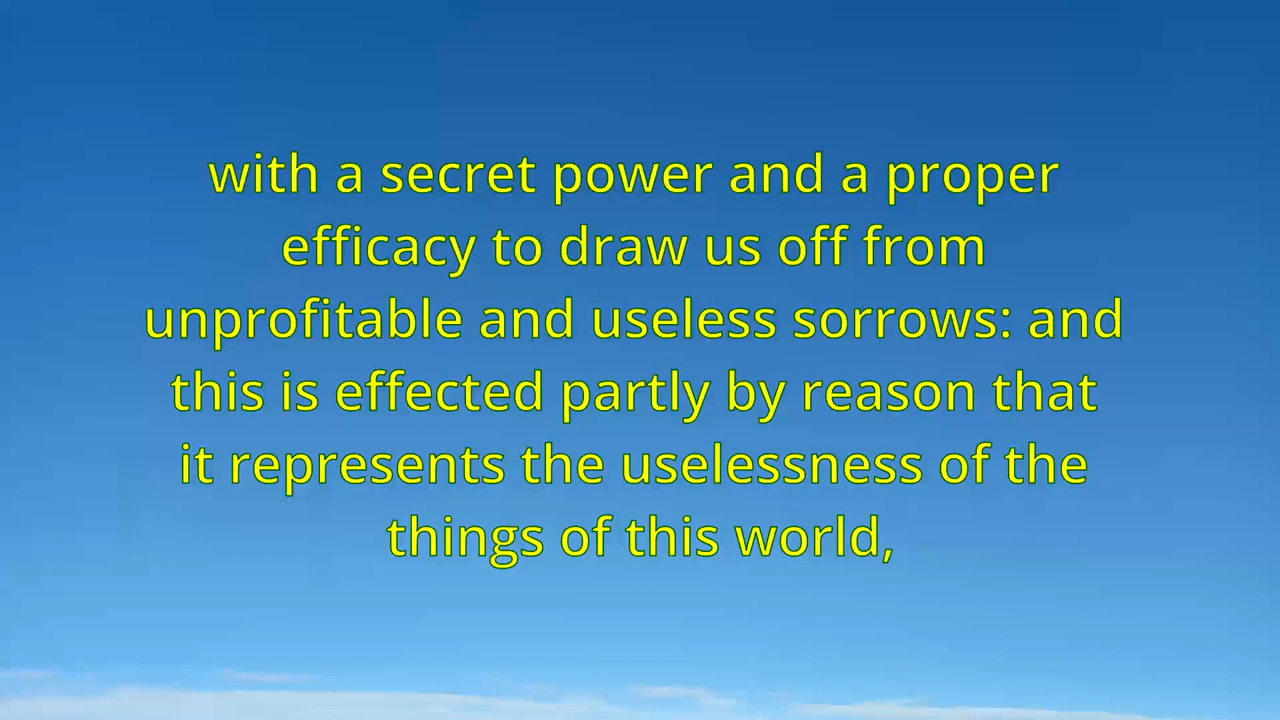 with a secret power and a proper
efficacy to draw us off from
unprofitable and useless sorrows: and
this is effected partly by reason that
it represents the uselessness of the
things of this world,